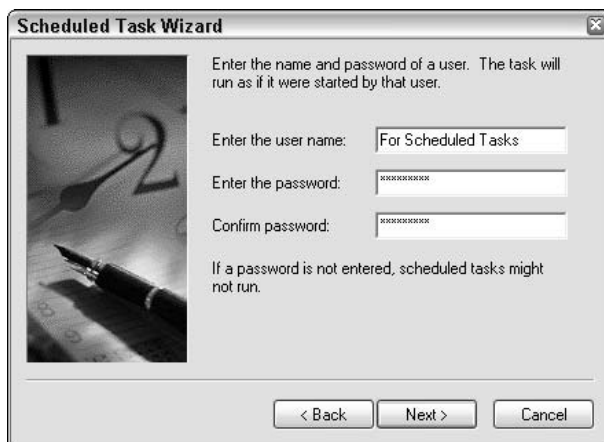 Scheduled Task Wizard
Enter the name and password of a user. The task will
run as if it were started by that user.
Enter the user name: For Scheduled Tasks
Enter the password: *********
Confirm password: *********
If a password is not entered, scheduled tasks might
not run.
< Back Next > Cancel